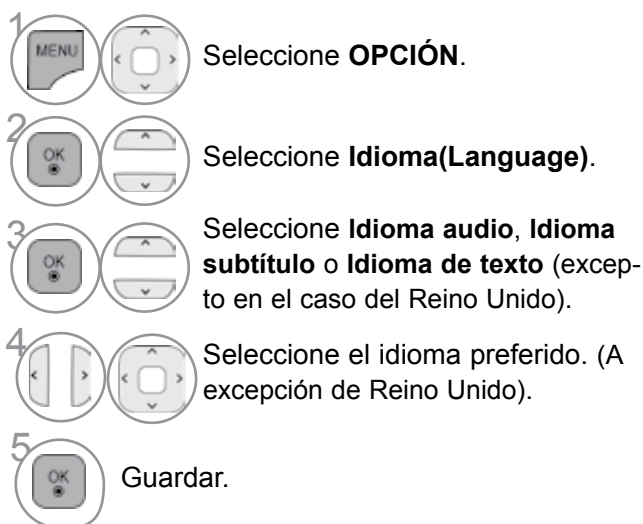 1
MENU
Seleccione OPCIÓN.
2
OK
Seleccione Idioma(Language).
3
OK
Seleccione Idioma audio, Idioma
subtítulo o Idioma de texto (excep-
to en el caso del Reino Unido).
4
Seleccione el idioma preferido. (A
excepción de Reino Unido).
5
OK
Guardar.